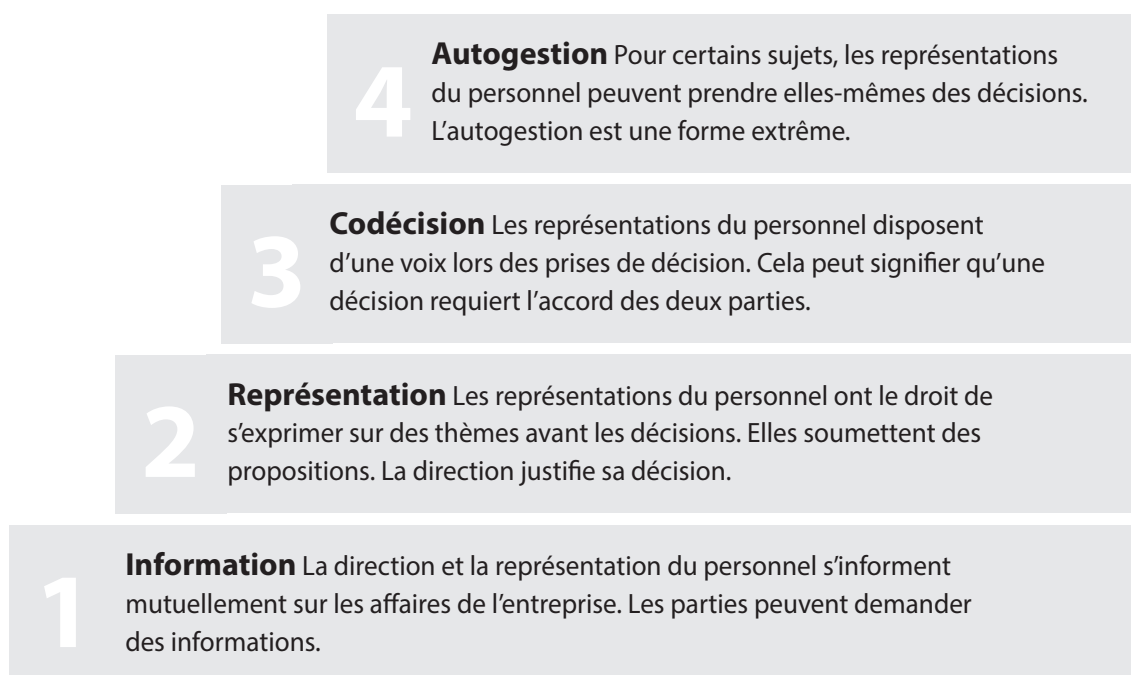 4
Autogestion Pour certains sujets, les représentations
du personnel peuvent prendre elles-mêmes des décisions.
L’autogestion est une forme extrême.
3
Codécision Les représentations du personnel disposent
d’une voix lors des prises de décision. Cela peut signifier qu’une
décision requiert l’accord des deux parties.
2
Représentation Les représentations du personnel ont le droit de
s’exprimer sur des thèmes avant les décisions. Elles soumettent des
propositions. La direction justifie sa décision.
1
Information La direction et la représentation du personnel s’informent
mutuellement sur les affaires de l’entreprise. Les parties peuvent demander
des informations.